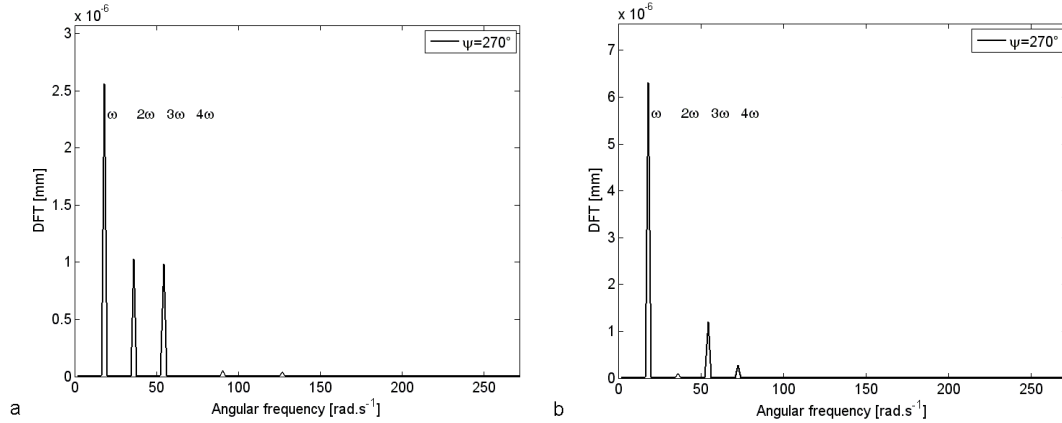 x 10⁻⁶
3
2.5
2
1.5
1
0.5
0
0 50 100 150 200 250
DFT [mm]
Angular frequency [rad.s⁻¹]
ψ=270°
ω 2ω 3ω 4ω
a
x 10⁻⁶
7
6
5
4
3
2
1
0
0 50 100 150 200 250
DFT [mm]
Angular frequency [rad.s⁻¹]
ψ=270°
ω 2ω 3ω 4ω
b